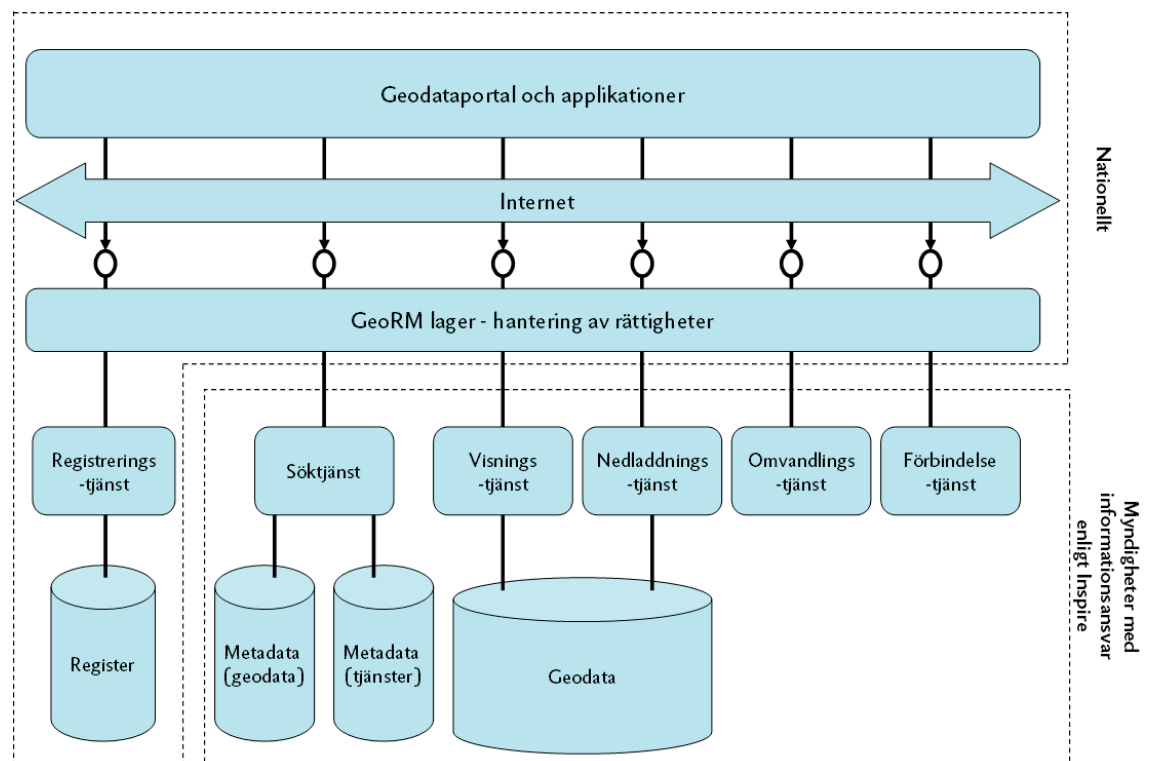 Geodataportal och applikationer
Internet
GeoRM lager - hantering av rättigheter
Nationellt
Registrerings
-tjänst
Söktjänst
Visnings
-tjänst
Nedladdnings
-tjänst
Omvandlings
-tjänst
Förbindelse
-tjänst
Register
Metadata
(geodata)
Metadata
(tjänster)
Geodata
Myndigheter med
informationsansvar
enligt Inspire